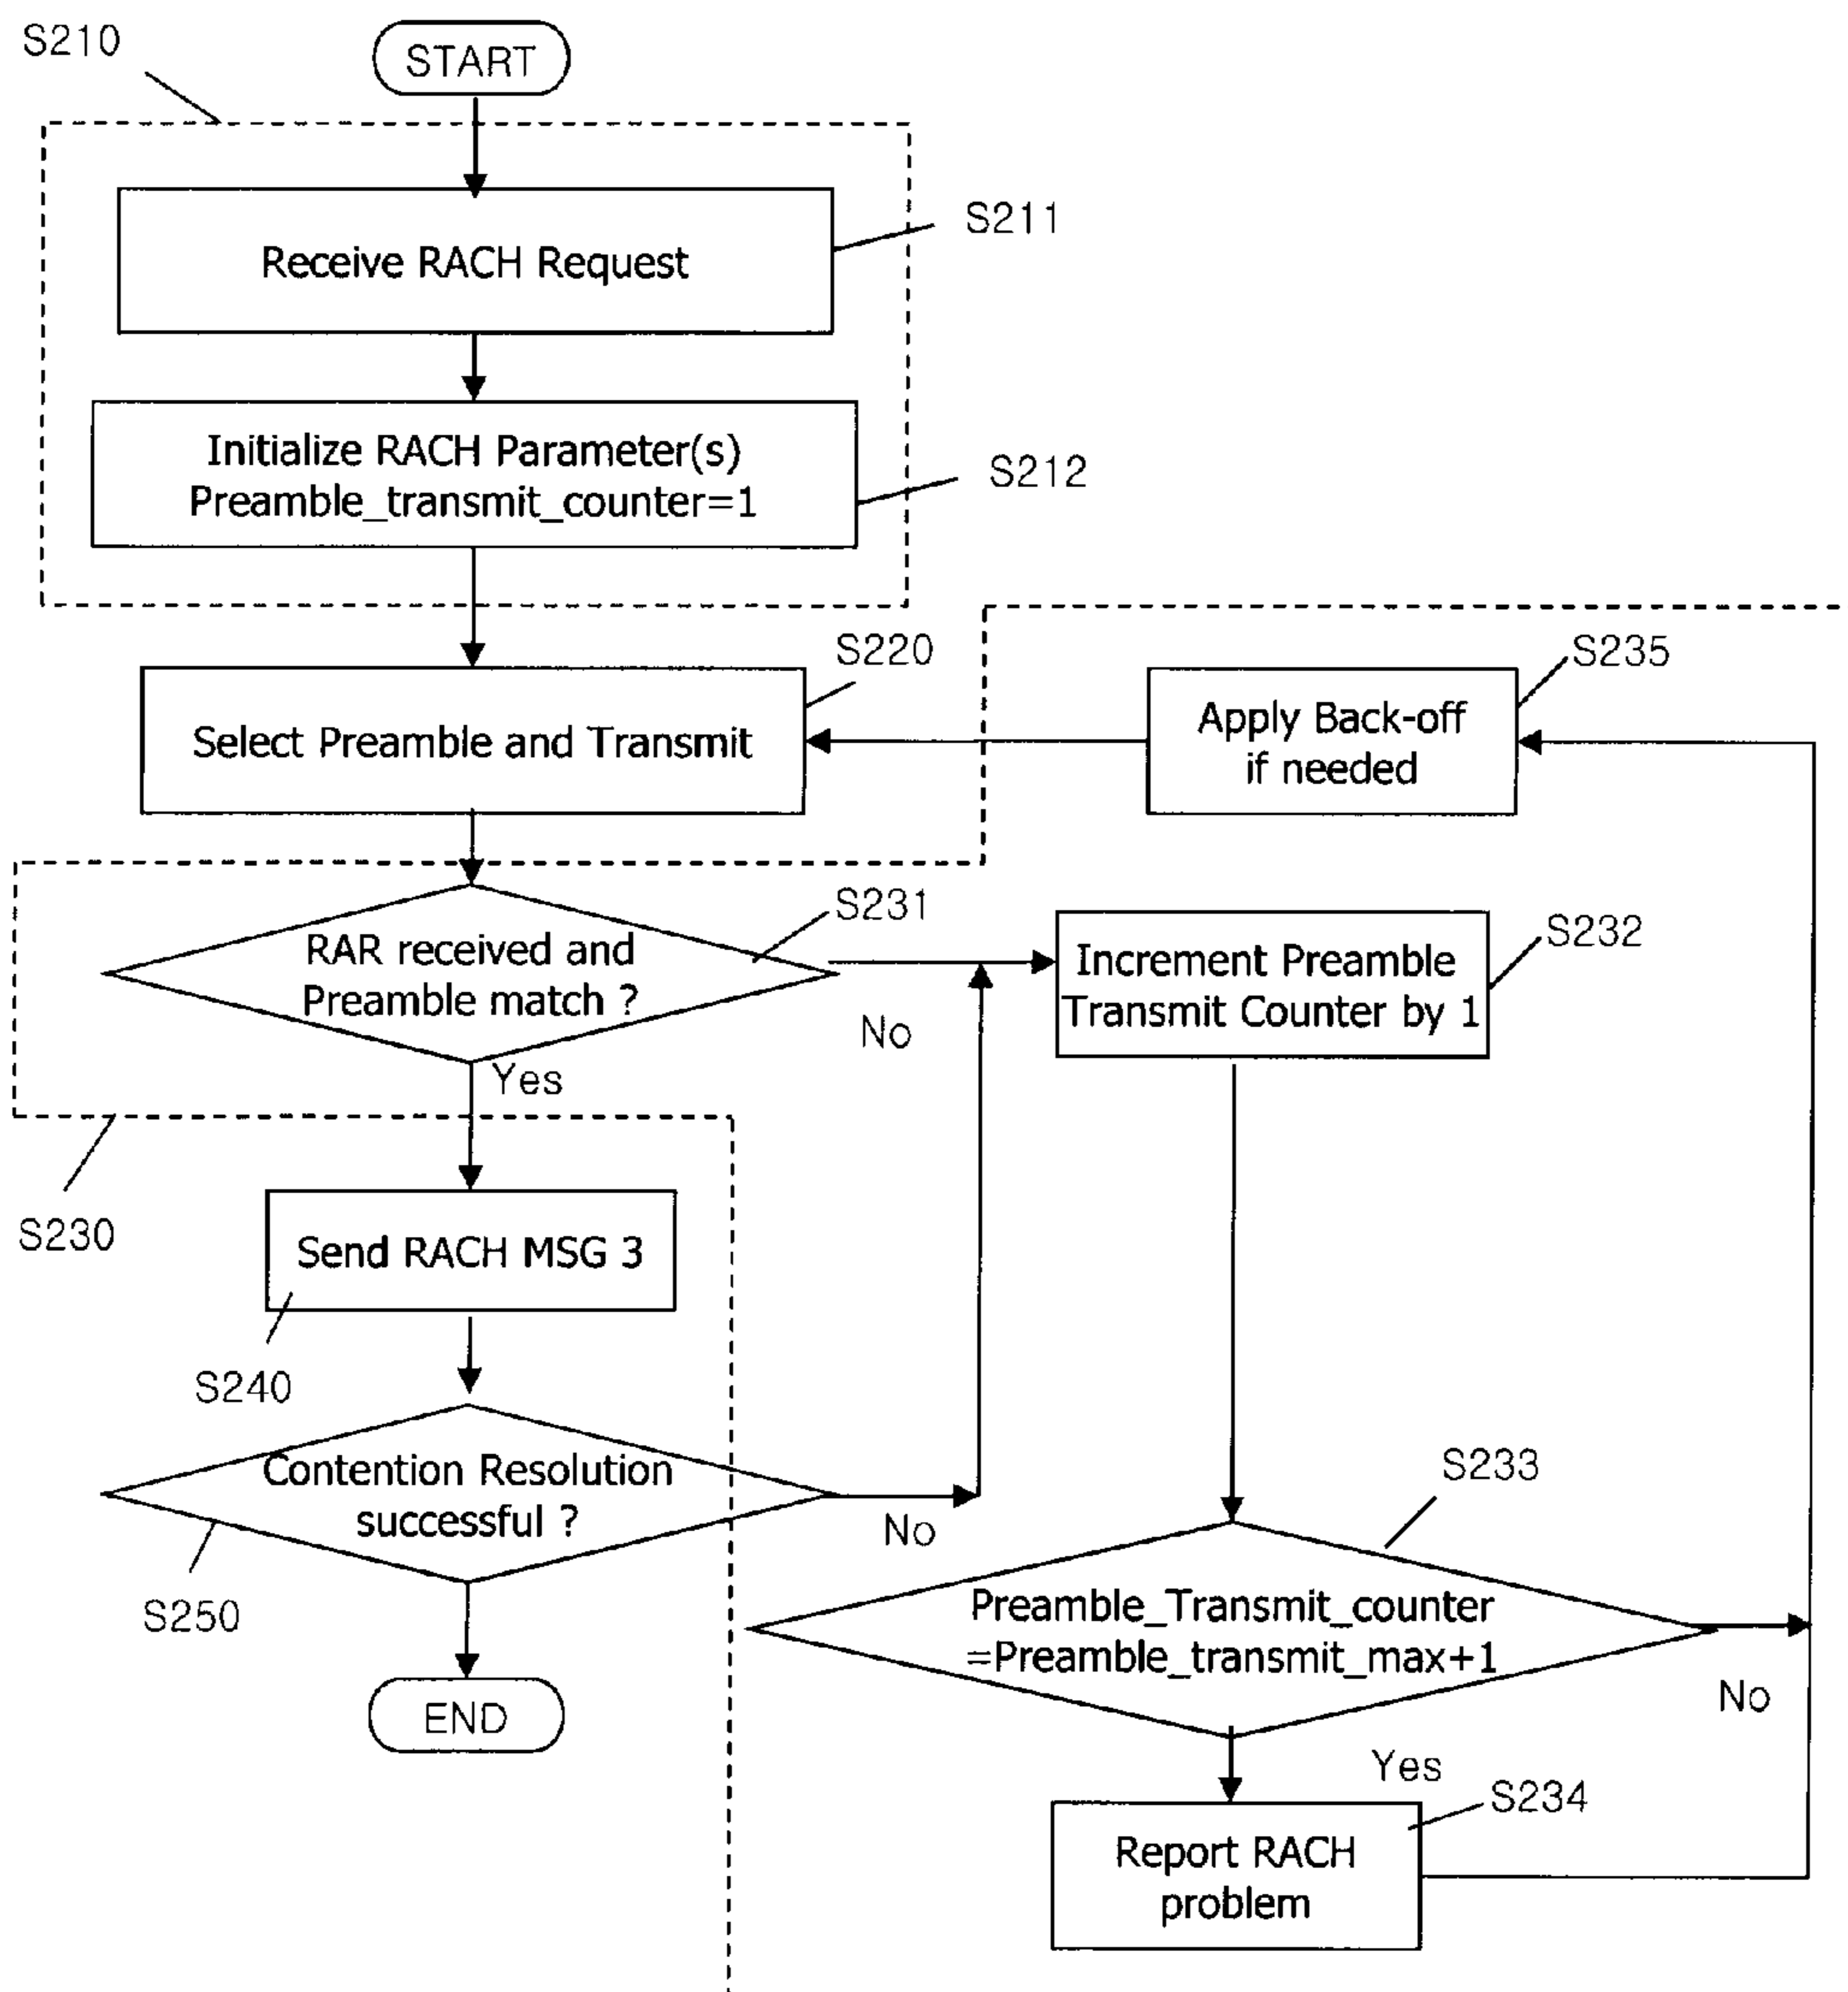 S210
START
S211
Receive RACH Request
Initialize RACH Parameter(s)
Preamble_transmit_counter=1
S212
S220
S235
Select Preamble and Transmit
Apply Back-off
if needed
S231
S232
RAR received and
Preamble match ?
Increment Preamble
Transmit Counter by 1
No
Yes
S230
Send RACH MSG 3
S240
S233
Contention Resolution
successful ?
No
S250
Preamble_Transmit_counter
=Preamble_transmit_max+1
No
END
Yes
S234
Report RACH
problem